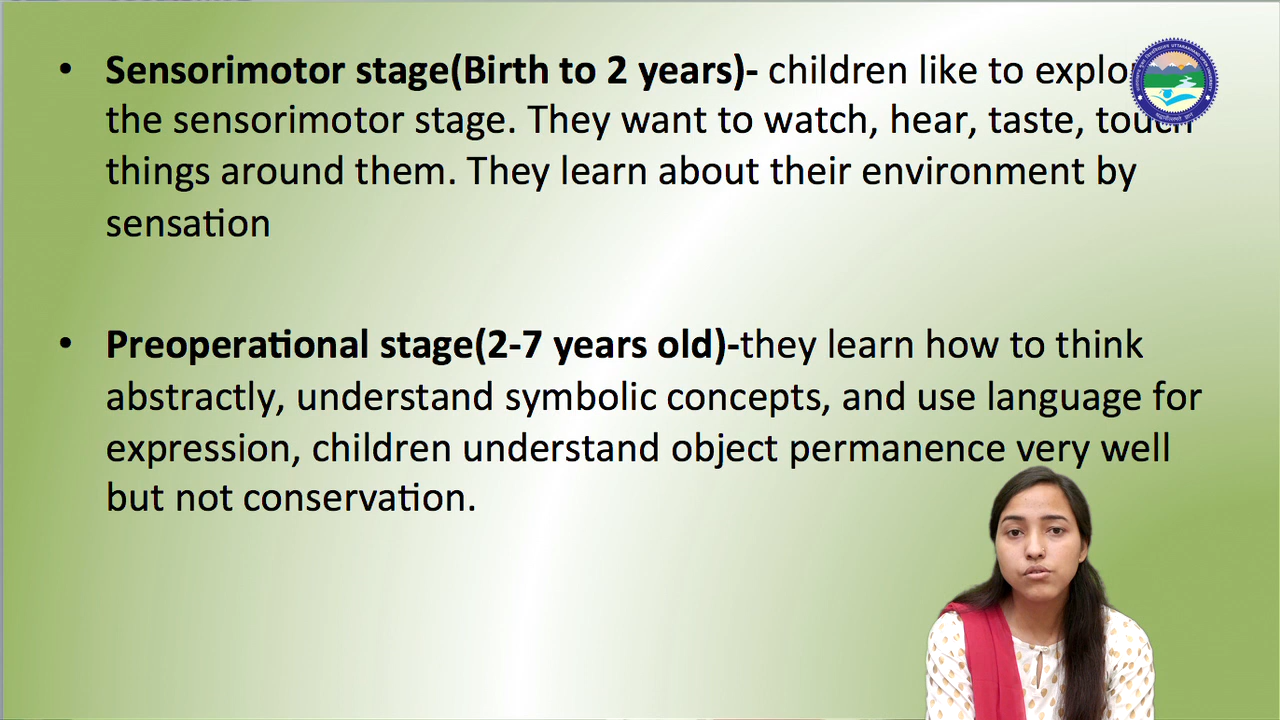 • Sensorimotor stage(Birth to 2 years)- children like to
the sensorimotor stage. They want to watch, hear, taste, touch
things around them. They learn about their environment by
sensation
• Preoperational stage(2-7 years old)-they learn how to think
abstractly, understand symbolic concepts, and use language for
expression, children understand object permanence very well
but not conservation.